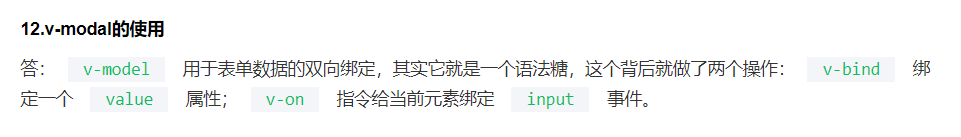 12.v-modal的使用
答： v-model 用于表单数据的双向绑定，其实它就是一个语法糖，这个背后就做了两个操作： v-bind 绑
定一个 value 属性； v-on 指令给当前元素绑定 input 事件。